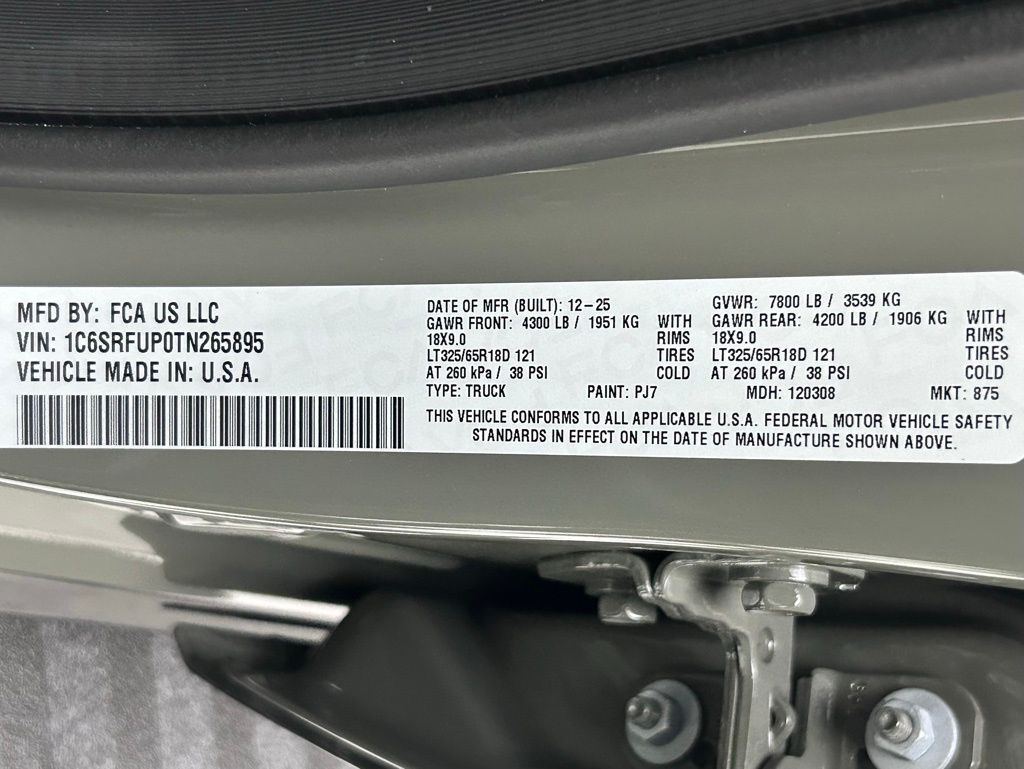 MFD BY: FCA US LLC
VIN: 1C6SRFUP0TN265895
VEHICLE MADE IN: U.S.A.
DATE OF MFR (BUILT): 12-25
GAWR FRONT: 4300 LB / 1951 KG WITH
18X9.0 RIMS
LT325/65R18D 121 TIRES
AT 260 kPa / 38 PSI COLD
GVWR: 7800 LB / 3539 KG
GAWR REAR: 4200 LB / 1906 KG WITH
18X9.0 RIMS
LT325/65R18D 121 TIRES
AT 260 kPa / 38 PSI COLD
TYPE: TRUCK PAINT: PJ7 MDH: 120308 MKT: 875
THIS VEHICLE CONFORMS TO ALL APPLICABLE U.S.A. FEDERAL MOTOR VEHICLE SAFETY
STANDARDS IN EFFECT ON THE DATE OF MANUFACTURE SHOWN ABOVE.